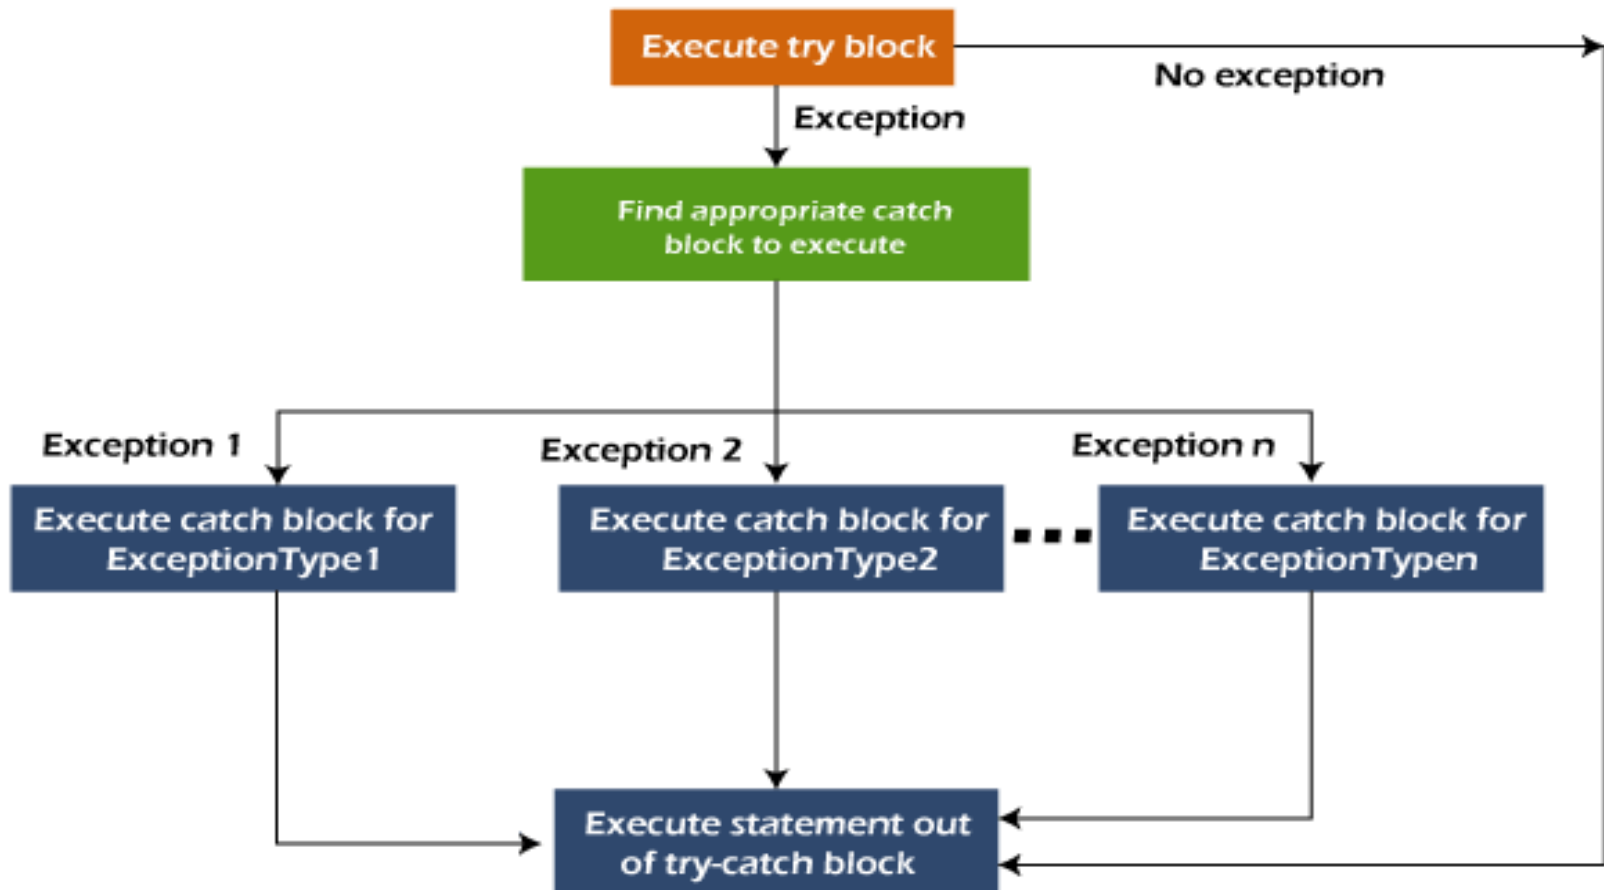 Execute try block
No exception
Exception
Find appropriate catch
block to execute
Exception 1
Exception 2
Exception n
Execute catch block for
ExceptionType1
Execute catch block for
ExceptionType2
Execute catch block for
ExceptionTypen
Execute statement out
of try-catch block